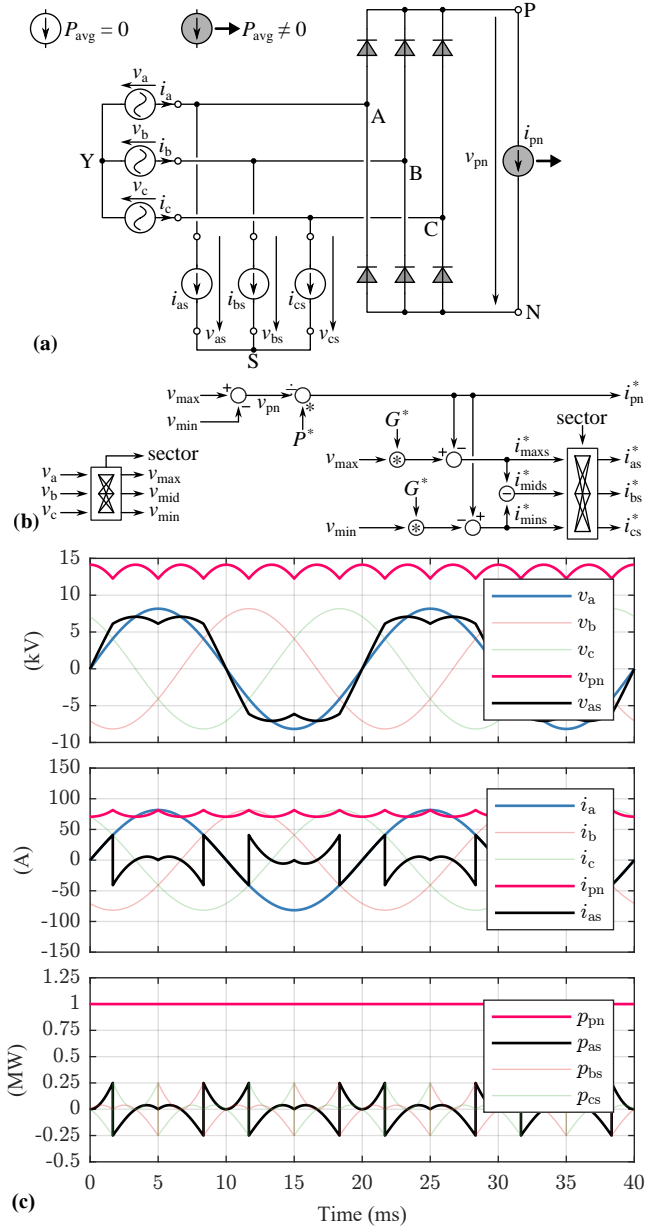 P_avg = 0
P_avg ≠ 0
P
v_a
i_a
A
v_b
i_b
i_pn
Y
B
v_pn
v_c
i_c
C
i_as
i_bs
i_cs
N
v_as
v_bs
v_cs
(a)
S
v_max + ÷ i*_pn
v_pn
v_min − *
P*
sector
G*
sector
+ − i*_maxs
v_max * i*_as
v_a v_max
G*
i*_mids
v_b v_mid − i*_bs
− + i*_mins
v_c v_min v_min * i*_cs
(b)
15
10
5
0
-5
-10
(kV)
v_a
v_b
v_c
v_pn
v_as
150
100
50
0
-50
-100
-150
(A)
i_a
i_b
i_c
i_pn
i_as
1.25
1
0.75
0.5
0.25
0
-0.25
-0.5
(MW)
p_pn
p_as
p_bs
p_cs
0 5 10 15 20 25 30 35 40
(c)
Time (ms)